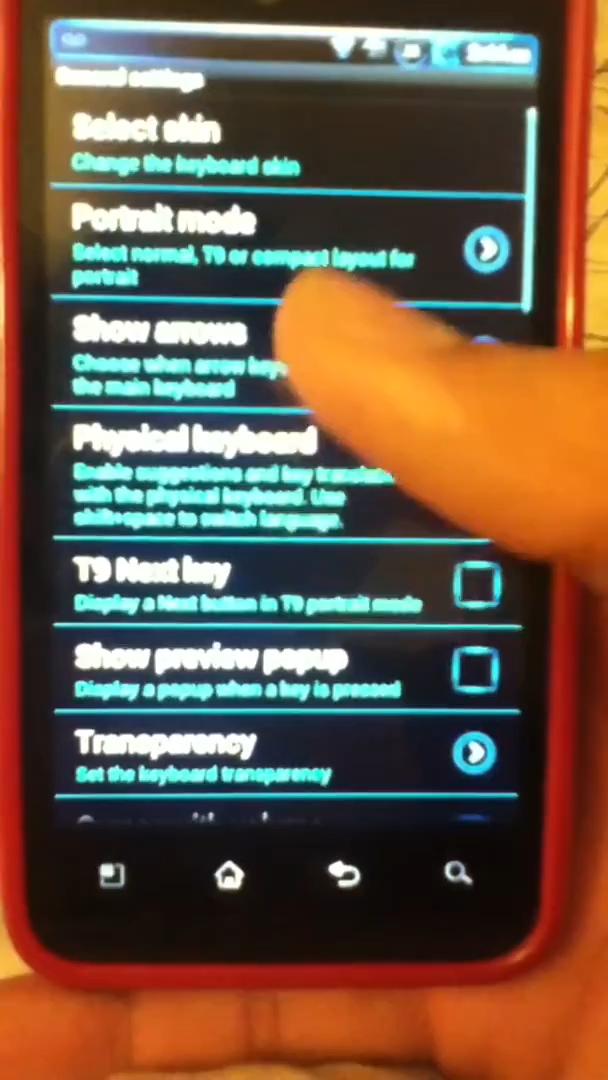 General settings
Select skin
Change the keyboard skin
Portrait mode
Select normal, T9 or compact layout for
portrait
Show arrows
Choose when arrow keys
the main keyboard
Physical keyboard
Enable suggestions and key
with the physical keyboard. Use
shift+space to switch language.
T9 Next key
Display a Next button in T9 portrait mode
Show preview popup
Display a popup when a key is pressed
Transparency
Set the keyboard transparency